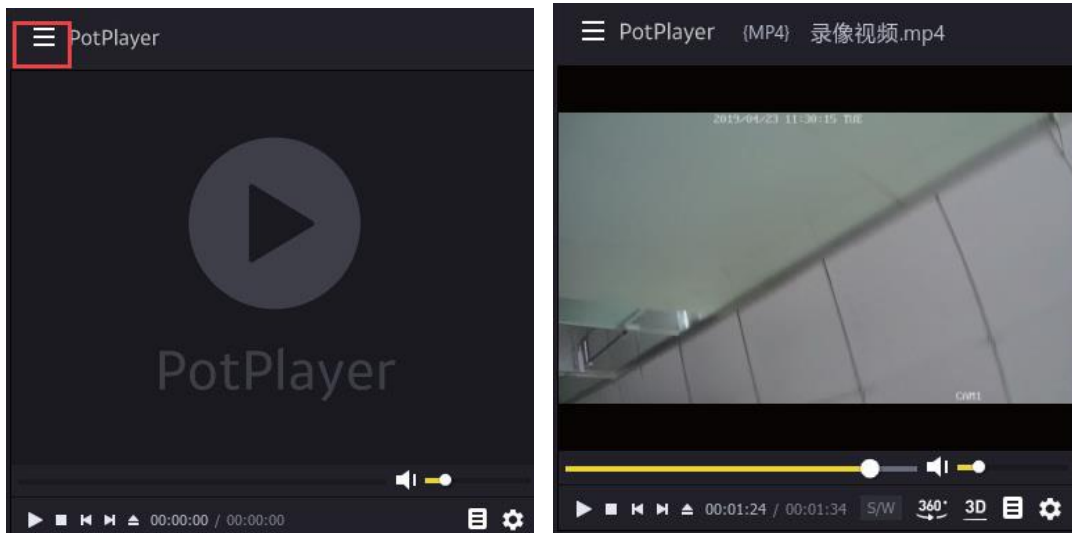 PotPlayer
PotPlayer
00:00:00 / 00:00:00
PotPlayer {MP4} 录像视频.mp4
2019/04/23 11:30:15 TUE
CAM1
00:01:24 / 00:01:34 S/W 360° 3D